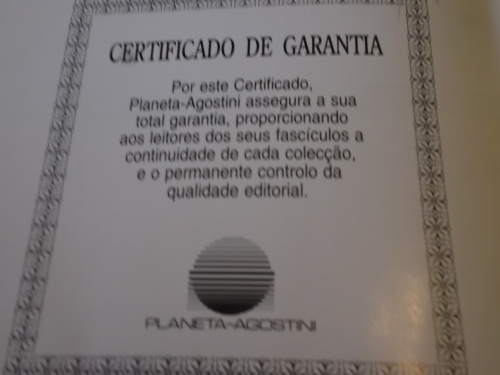 CERTIFICADO DE GARANTIA
Por este Certificado,
Planeta-Agostini assegura a sua
total garantia, proporcionando
aos leitores dos seus fascículos a
continuidade de cada colecção,
e o permanente controlo da
qualidade editorial.
PLANETA-AGOSTINI